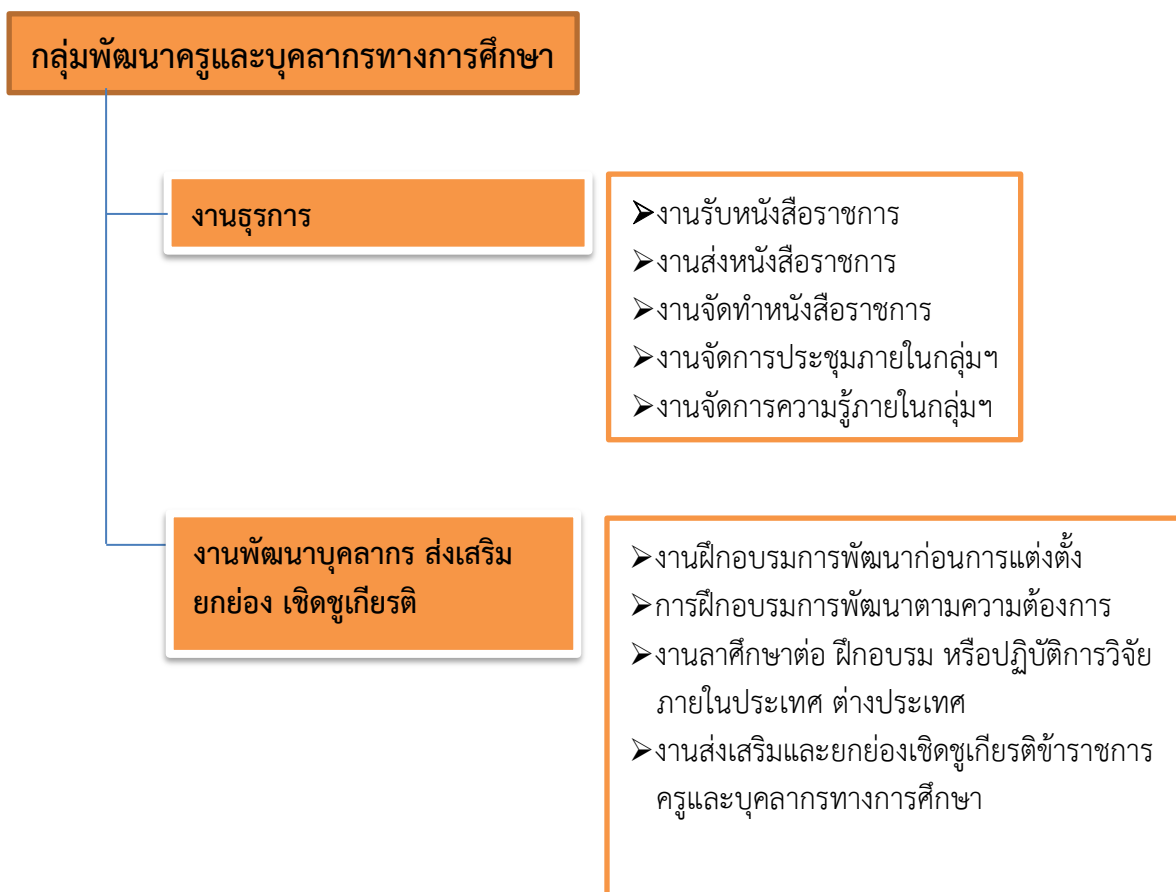 กลุ่มพัฒนาครูและบุคลากรทางการศึกษา
งานธุรการ
➢งานรับหนังสือราชการ
➢งานส่งหนังสือราชการ
➢งานจัดทำหนังสือราชการ
➢งานจัดการประชุมภายในกลุ่มฯ
➢งานจัดการความรู้ภายในกลุ่มฯ
งานพัฒนาบุคลากร ส่งเสริม
ยกย่อง เชิดชูเกียรติ
➢งานฝึกอบรมการพัฒนาก่อนการแต่งตั้ง
➢การฝึกอบรมการพัฒนาตามความต้องการ
➢งานลาศึกษาต่อ ฝึกอบรม หรือปฏิบัติการวิจัย
ภายในประเทศ ต่างประเทศ
➢งานส่งเสริมและยกย่องเชิดชูเกียรติข้าราชการ
ครูและบุคลากรทางการศึกษา